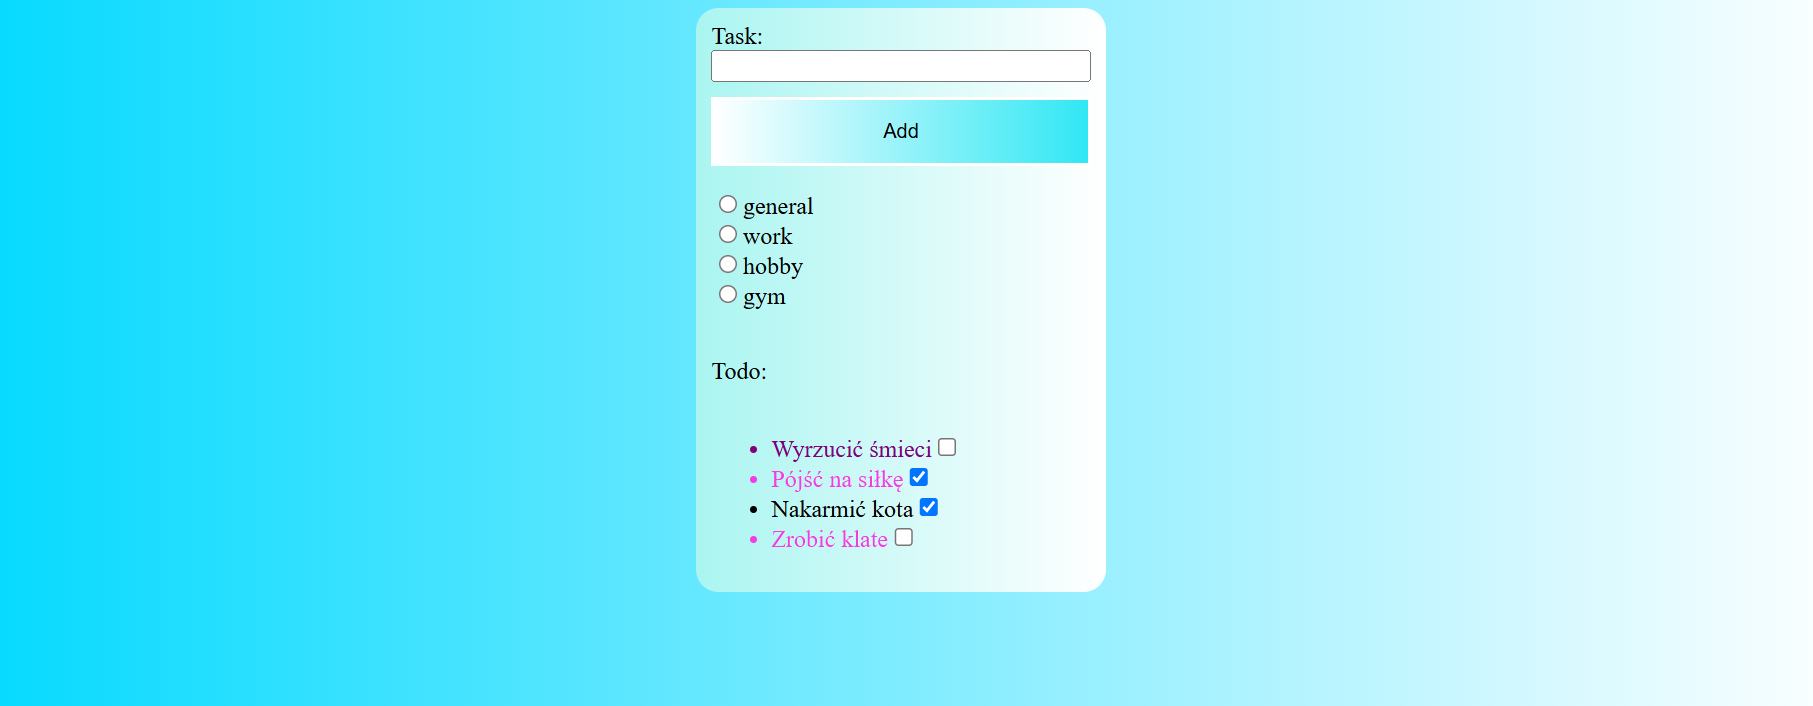 Task:
Add
general
work
hobby
gym
Todo:
Wyrzucić śmieci
Pójść na siłkę
Nakarmić kota
Zrobić klate